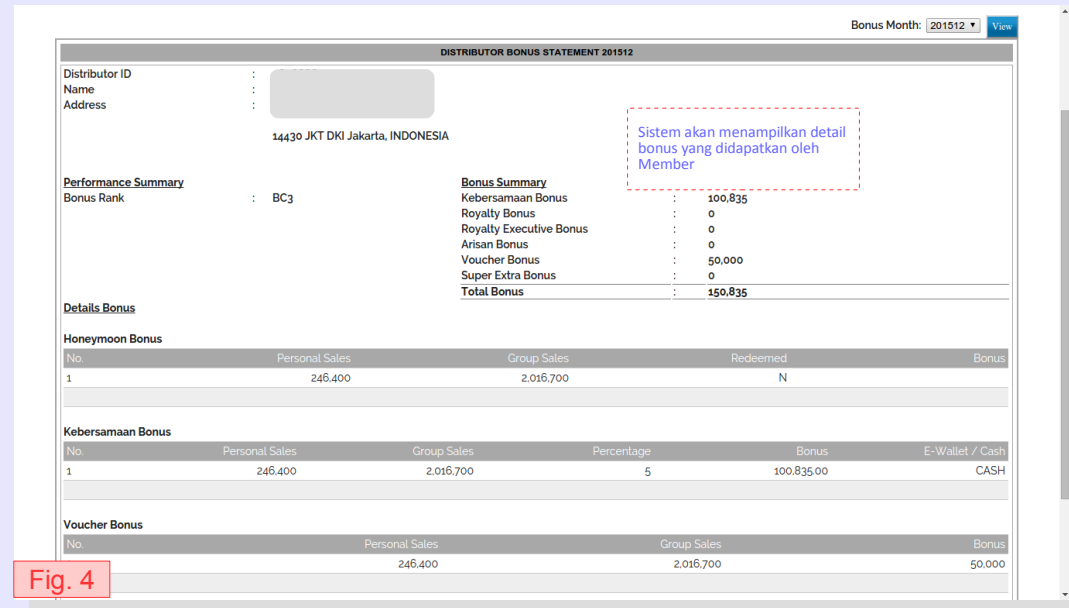 Bonus Month: 201512 View
DISTRIBUTOR BONUS STATEMENT 201512
Distributor ID :
Name :
Address :
14430 JKT DKI Jakarta, INDONESIA
Sistem akan menampilkan detail
bonus yang didapatkan oleh
Member
Performance Summary
Bonus Rank : BC3
Bonus Summary
Kebersamaan Bonus : 100,835
Royalty Bonus : 0
Royalty Executive Bonus : 0
Arisan Bonus : 0
Voucher Bonus : 50,000
Super Extra Bonus : 0
Total Bonus : 150,835
Details Bonus
Honeymoon Bonus
No. Personal Sales Group Sales Redeemed Bonus
1 246,400 2,016,700 N
Kebersamaan Bonus
No. Personal Sales Group Sales Percentage Bonus E-Wallet / Cash
1 246,400 2,016,700 5 100,835.00 CASH
Voucher Bonus
No. Personal Sales Group Sales Bonus
246,400 2,016,700 50,000
Fig. 4